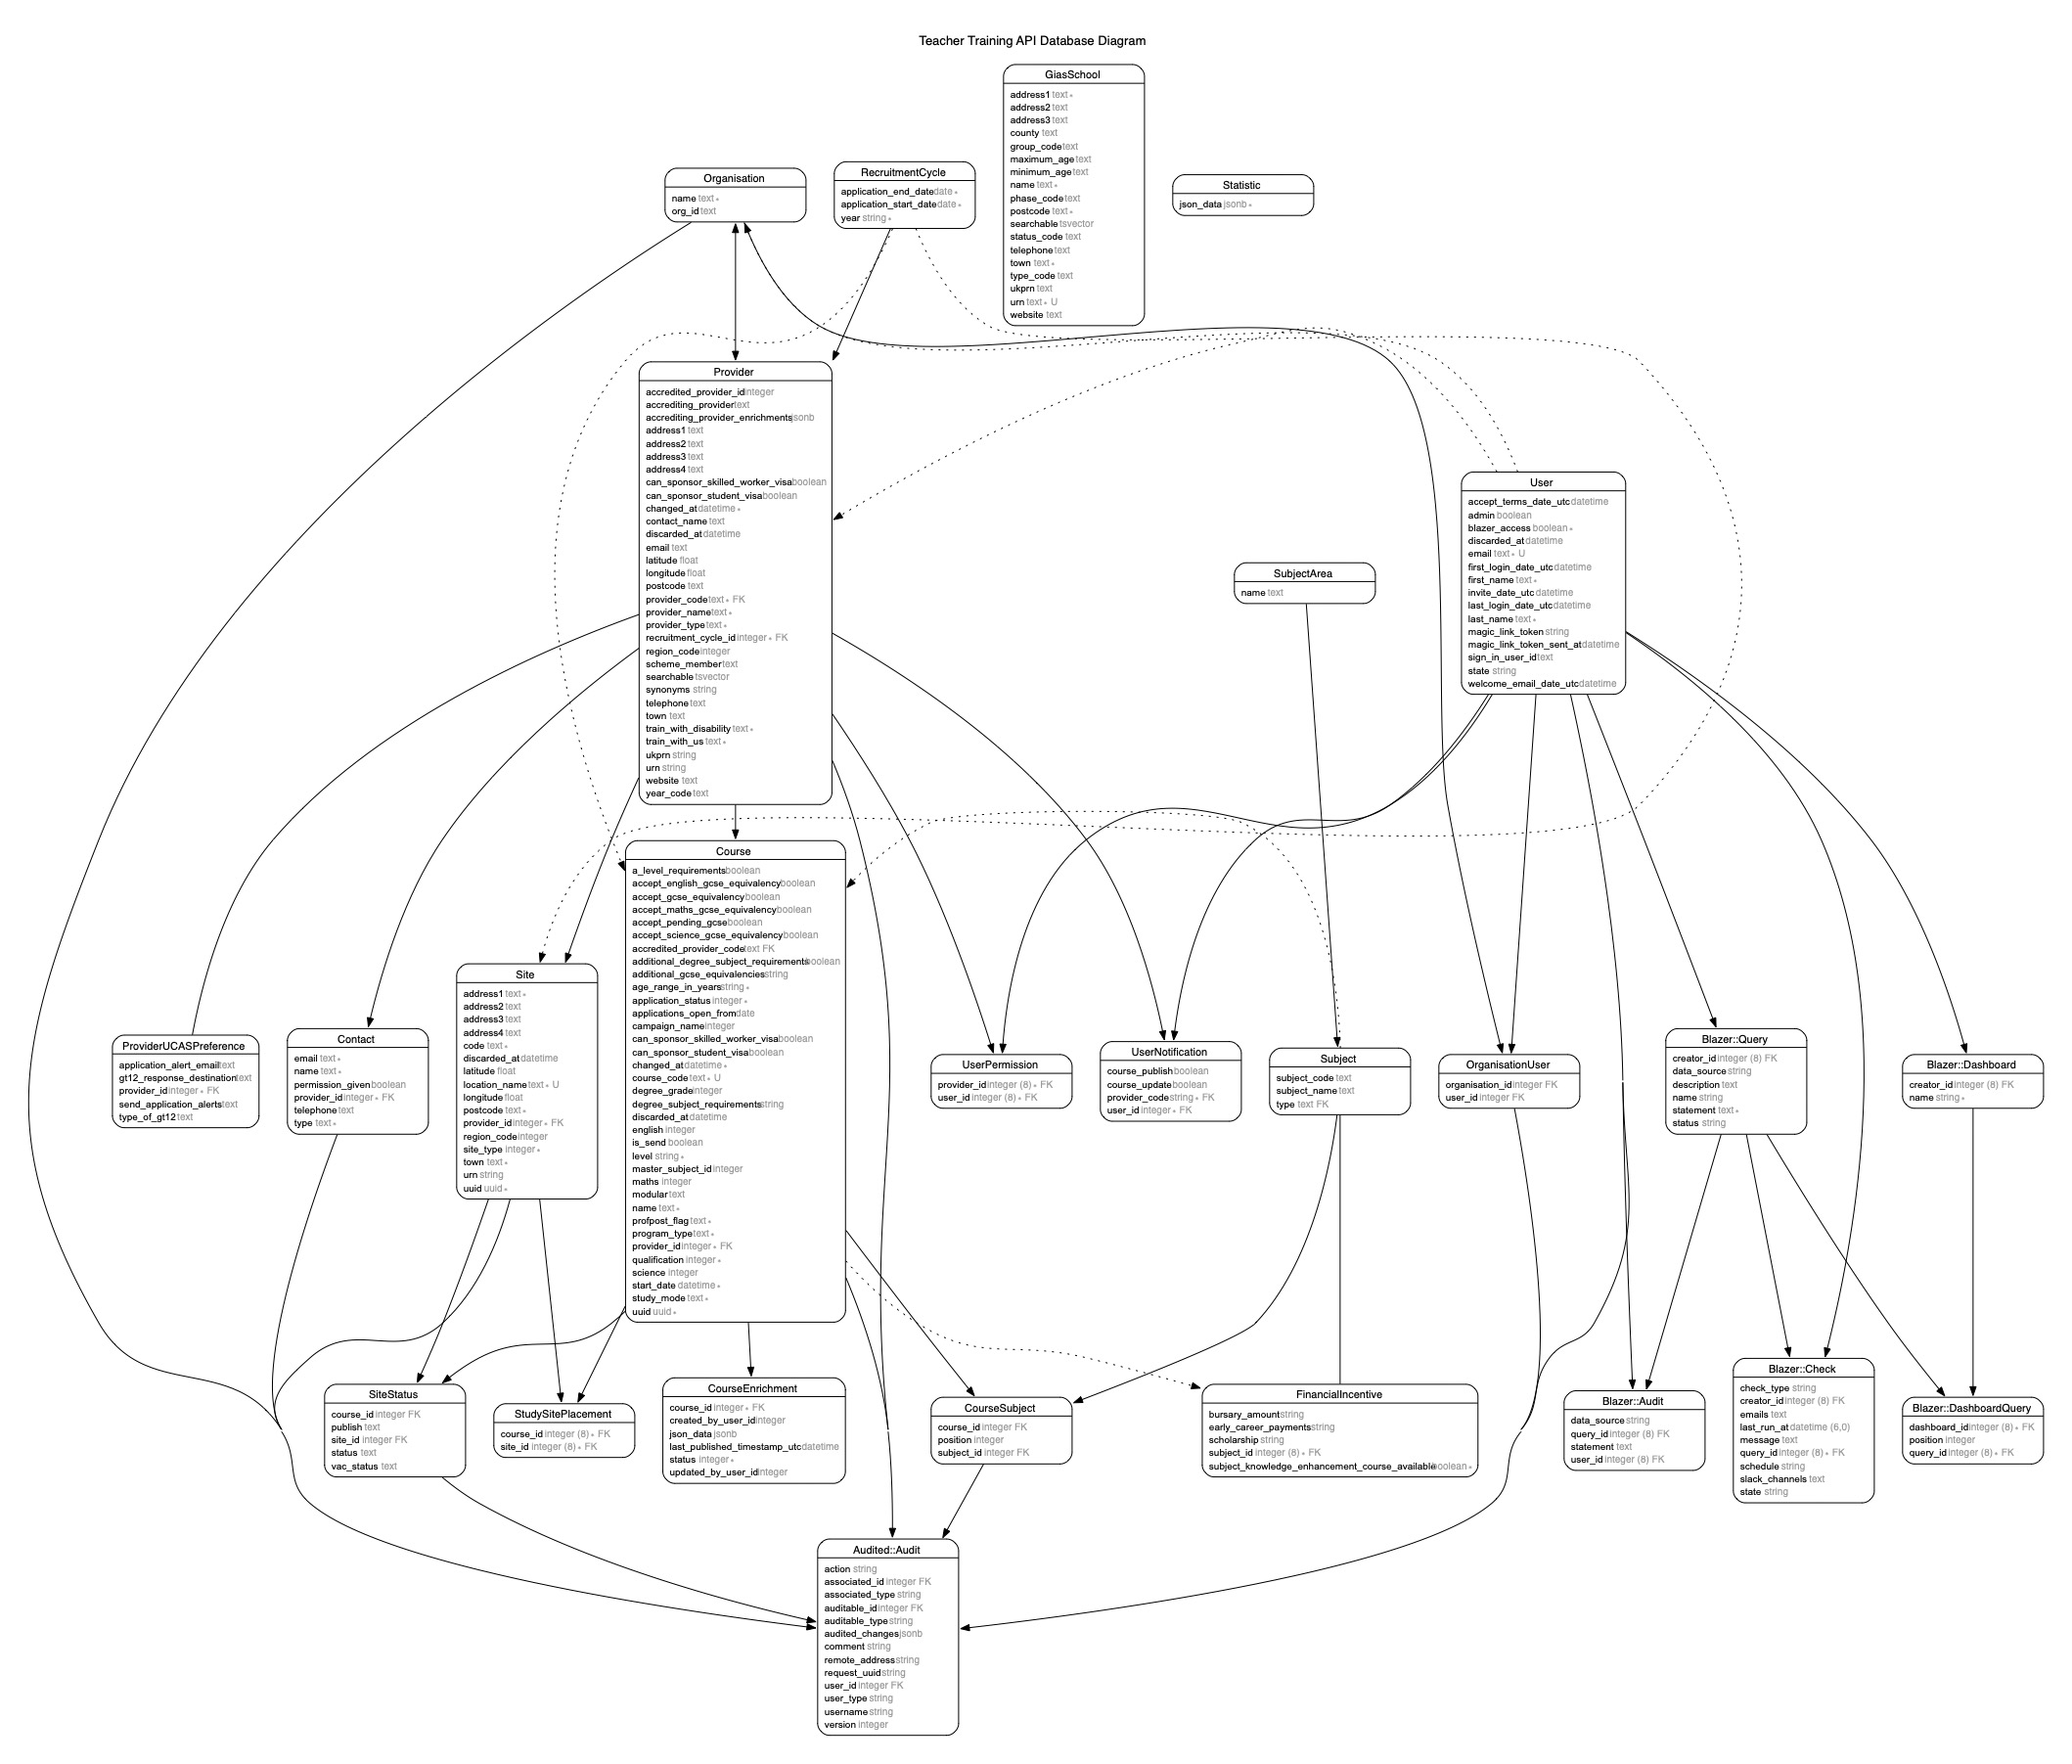 Teacher Training API Database Diagram
GiasSchool
address1 text ∗
address2 text
address3 text
county text
group_code text
maximum_age text
minimum_age text
name text ∗
phase_code text
postcode text ∗
searchable tsvector
status_code text
telephone text
town text ∗
type_code text
ukprn text
urn text ∗ U
website text
Organisation
name text ∗
org_id text
RecruitmentCycle
application_end_date date ∗
application_start_date date ∗
year string ∗
Statistic
json_data jsonb ∗
Provider
accredited_provider_id integer
accrediting_provider text
accrediting_provider_enrichments jsonb
address1 text
address2 text
address3 text
address4 text
can_sponsor_skilled_worker_visa boolean
can_sponsor_student_visa boolean
changed_at datetime ∗
contact_name text
discarded_at datetime
email text
latitude float
longitude float
postcode text
provider_code text ∗ FK
provider_name text ∗
provider_type text ∗
recruitment_cycle_id integer ∗ FK
region_code integer
scheme_member text
searchable tsvector
synonyms string
telephone text
town text
train_with_disability text ∗
train_with_us text ∗
ukprn string
urn string
website text
year_code text
User
accept_terms_date_utc datetime
admin boolean
blazer_access boolean ∗
discarded_at datetime
email text ∗ U
first_login_date_utc datetime
first_name text ∗
invite_date_utc datetime
last_login_date_utc datetime
last_name text ∗
magic_link_token string
magic_link_token_sent_at datetime
sign_in_user_id text
state string
welcome_email_date_utc datetime
SubjectArea
name text
Course
a_level_requirements boolean
accept_english_gcse_equivalency boolean
accept_gcse_equivalency boolean
accept_maths_gcse_equivalency boolean
accept_pending_gcse boolean
accept_science_gcse_equivalency boolean
accredited_provider_code text FK
additional_degree_subject_requirements boolean
additional_gcse_equivalencies string
age_range_in_years string ∗
application_status integer ∗
applications_open_from date
campaign_name integer
can_sponsor_skilled_worker_visa boolean
can_sponsor_student_visa boolean
changed_at datetime ∗
course_code text ∗ U
degree_grade integer
degree_subject_requirements string
discarded_at datetime
english integer
is_send boolean
level string ∗
master_subject_id integer
maths integer
modular text
name text ∗
profpost_flag text ∗
program_type text ∗
provider_id integer ∗ FK
qualification integer ∗
science integer
start_date datetime ∗
study_mode text ∗
uuid uuid ∗
Site
address1 text ∗
address2 text
address3 text
address4 text
code text ∗
discarded_at datetime
latitude float
location_name text ∗ U
longitude float
postcode text ∗
provider_id integer ∗ FK
region_code integer
site_type integer ∗
town text ∗
urn string
uuid uuid ∗
ProviderUCASPreference
application_alert_email text
gt12_response_destination text
provider_id integer ∗ FK
send_application_alerts text
type_of_gt12 text
Contact
email text ∗
name text ∗
permission_given boolean
provider_id integer ∗ FK
telephone text
type text ∗
UserPermission
provider_id integer (8) ∗ FK
user_id integer (8) ∗ FK
UserNotification
course_publish boolean
course_update boolean
provider_code string ∗ FK
user_id integer ∗ FK
Subject
subject_code text
subject_name text
type text FK
OrganisationUser
organisation_id integer FK
user_id integer FK
Blazer::Query
creator_id integer (8) FK
data_source string
description text
name string
statement text ∗
status string
Blazer::Dashboard
creator_id integer (8) FK
name string ∗
SiteStatus
course_id integer FK
publish text
site_id integer FK
status text
vac_status text
StudySitePlacement
course_id integer (8) ∗ FK
site_id integer (8) ∗ FK
CourseEnrichment
course_id integer ∗ FK
created_by_user_id integer
json_data jsonb
last_published_timestamp_utc datetime
status integer ∗
updated_by_user_id integer
CourseSubject
course_id integer FK
position integer
subject_id integer FK
FinancialIncentive
bursary_amount string
early_career_payments string
scholarship string
subject_id integer (8) ∗ FK
subject_knowledge_enhancement_course_available boolean ∗
Blazer::Audit
data_source string
query_id integer (8) FK
statement text
user_id integer (8) FK
Blazer::Check
check_type string
creator_id integer (8) FK
emails text
last_run_at datetime (6,0)
message text
query_id integer (8) ∗ FK
schedule string
slack_channels text
state string
Blazer::DashboardQuery
dashboard_id integer (8) ∗ FK
position integer
query_id integer (8) ∗ FK
Audited::Audit
action string
associated_id integer FK
associated_type string
auditable_id integer FK
auditable_type string
audited_changes jsonb
comment string
remote_address string
request_uuid string
user_id integer FK
user_type string
username string
version integer